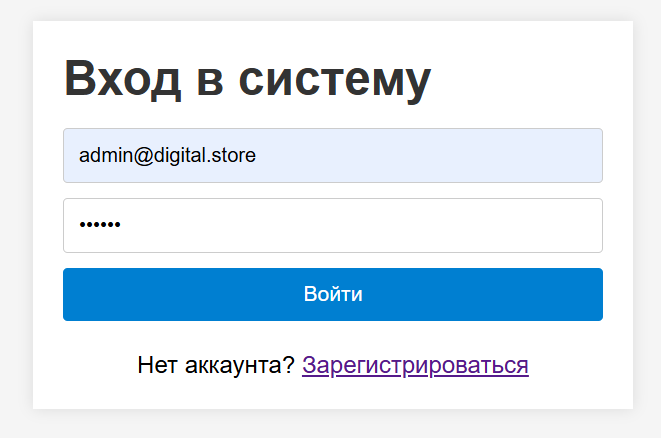 Вход в систему
admin@digital.store
••••••
Войти
Нет аккаунта? Зарегистрироваться